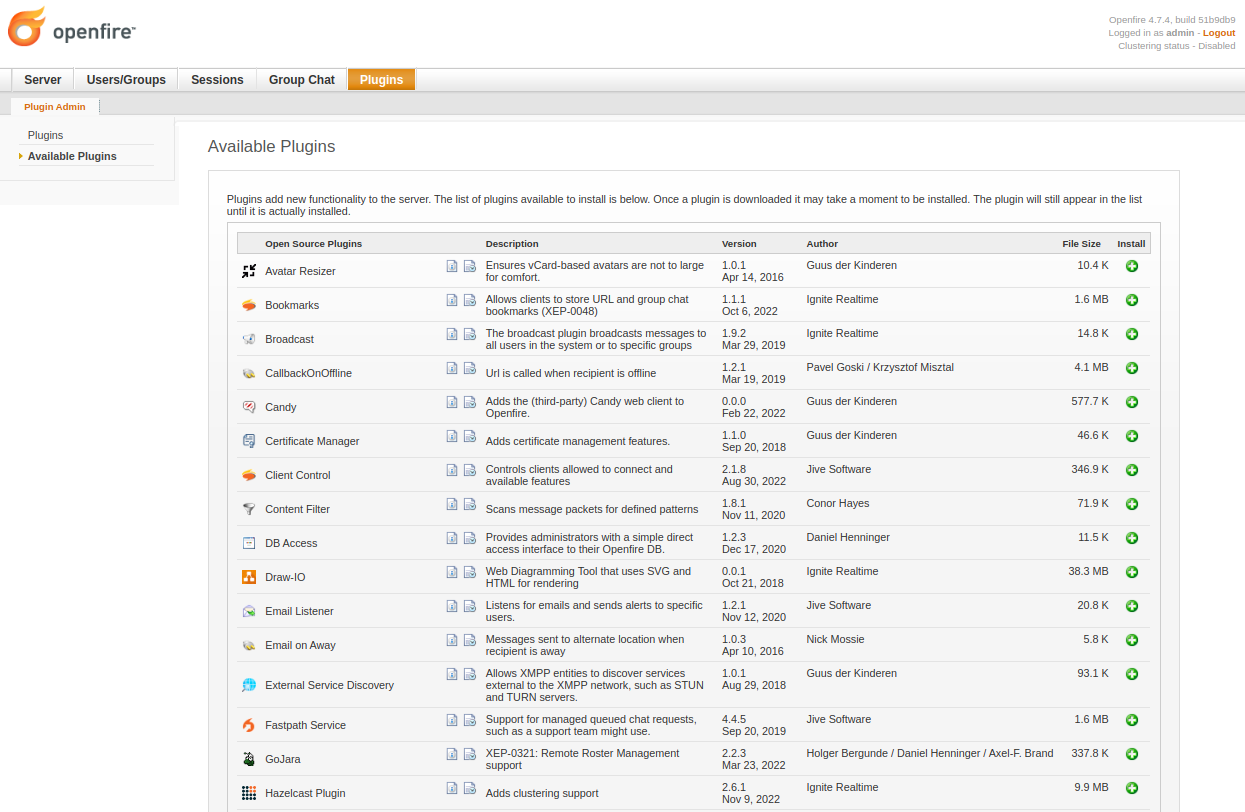 openfire™
Openfire 4.7.4, build 51b9db9
Logged in as admin - Logout
Clustering status - Disabled
Server Users/Groups Sessions Group Chat Plugins
Plugin Admin
Plugins
Available Plugins
Available Plugins
Plugins add new functionality to the server. The list of plugins available to install is below. Once a plugin is downloaded it may take a moment to be installed. The plugin will still appear in the list
until it is actually installed.
Open Source Plugins Description Version Author File Size Install
Avatar Resizer Ensures vCard-based avatars are not to large 1.0.1 Guus der Kinderen 10.4 K
for comfort. Apr 14, 2016
Bookmarks Allows clients to store URL and group chat 1.1.1 Ignite Realtime 1.6 MB
bookmarks (XEP-0048) Oct 6, 2022
Broadcast The broadcast plugin broadcasts messages to 1.9.2 Ignite Realtime 14.8 K
all users in the system or to specific groups Mar 29, 2019
CallbackOnOffline Url is called when recipient is offline 1.2.1 Pavel Goski / Krzysztof Misztal 4.1 MB
Mar 19, 2019
Candy Adds the (third-party) Candy web client to 0.0.0 Guus der Kinderen 577.7 K
Openfire. Feb 22, 2022
Certificate Manager Adds certificate management features. 1.1.0 Guus der Kinderen 46.6 K
Sep 20, 2018
Client Control Controls clients allowed to connect and 2.1.8 Jive Software 346.9 K
available features Aug 30, 2022
Content Filter Scans message packets for defined patterns 1.8.1 Conor Hayes 71.9 K
Nov 11, 2020
DB Access Provides administrators with a simple direct 1.2.3 Daniel Henninger 11.5 K
access interface to their Openfire DB. Dec 17, 2020
Draw-IO Web Diagramming Tool that uses SVG and 0.0.1 Ignite Realtime 38.3 MB
HTML for rendering Oct 21, 2018
Email Listener Listens for emails and sends alerts to specific 1.2.1 Jive Software 20.8 K
users. Nov 12, 2020
Email on Away Messages sent to alternate location when 1.0.3 Nick Mossie 5.8 K
recipient is away Apr 10, 2016
External Service Discovery Allows XMPP entities to discover services 1.0.1 Guus der Kinderen 93.1 K
external to the XMPP network, such as STUN Aug 29, 2018
and TURN servers.
Fastpath Service Support for managed queued chat requests, 4.4.5 Jive Software 1.6 MB
such as a support team might use. Sep 20, 2019
GoJara XEP-0321: Remote Roster Management 2.2.3 Holger Bergunde / Daniel Henninger / Axel-F. Brand 337.8 K
support Mar 23, 2022
Hazelcast Plugin Adds clustering support 2.6.1 Ignite Realtime 9.9 MB
Nov 9, 2022